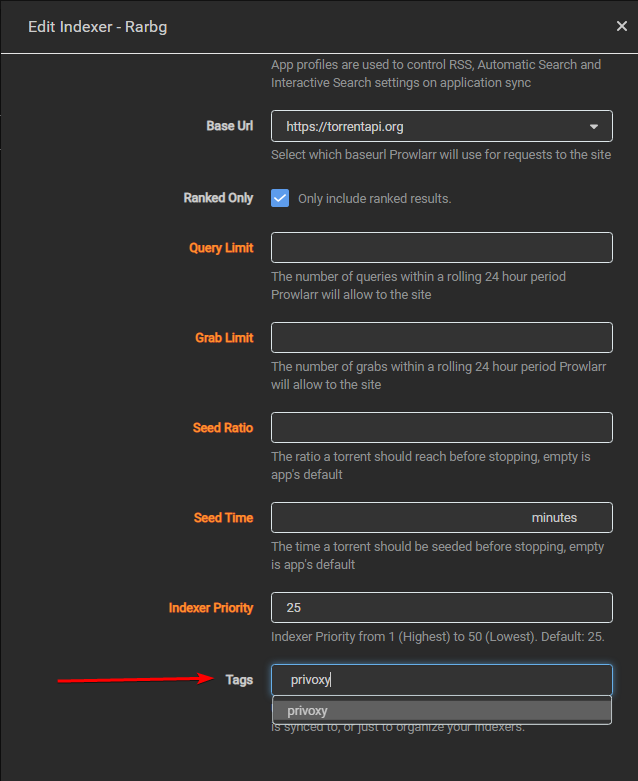 Edit Indexer - Rarbg
App profiles are used to control RSS, Automatic Search and
Interactive Search settings on application sync
Base Url
https://torrentapi.org
Select which baseurl Prowlarr will use for requests to the site
Ranked Only
Only include ranked results.
Query Limit
The number of queries within a rolling 24 hour period
Prowlarr will allow to the site
Grab Limit
The number of grabs within a rolling 24 hour period Prowlarr
will allow to the site
Seed Ratio
The ratio a torrent should reach before stopping, empty is
app's default
Seed Time
minutes
The time a torrent should be seeded before stopping, empty
is app's default
Indexer Priority
25
Indexer Priority from 1 (Highest) to 50 (Lowest). Default: 25.
Tags
privoxy
privoxy
is synced to, or just to organize your indexers.